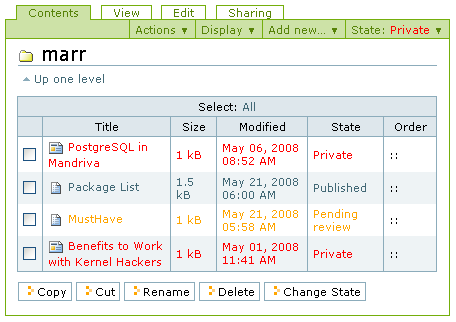 Contents View Edit Sharing
Actions ▼ Display ▼ Add new... ▼ State: Private ▼
marr
Up one level
Select: All
Title Size Modified State Order
PostgreSQL in Mandriva 1 kB May 06, 2008 08:52 AM Private ::
Package List 1.5 kB May 21, 2008 06:00 AM Published ::
MustHave 1 kB May 21, 2008 05:58 AM Pending review ::
Benefits to Work with Kernel Hackers 1 kB May 01, 2008 11:41 AM Private ::
Copy Cut Rename Delete Change State